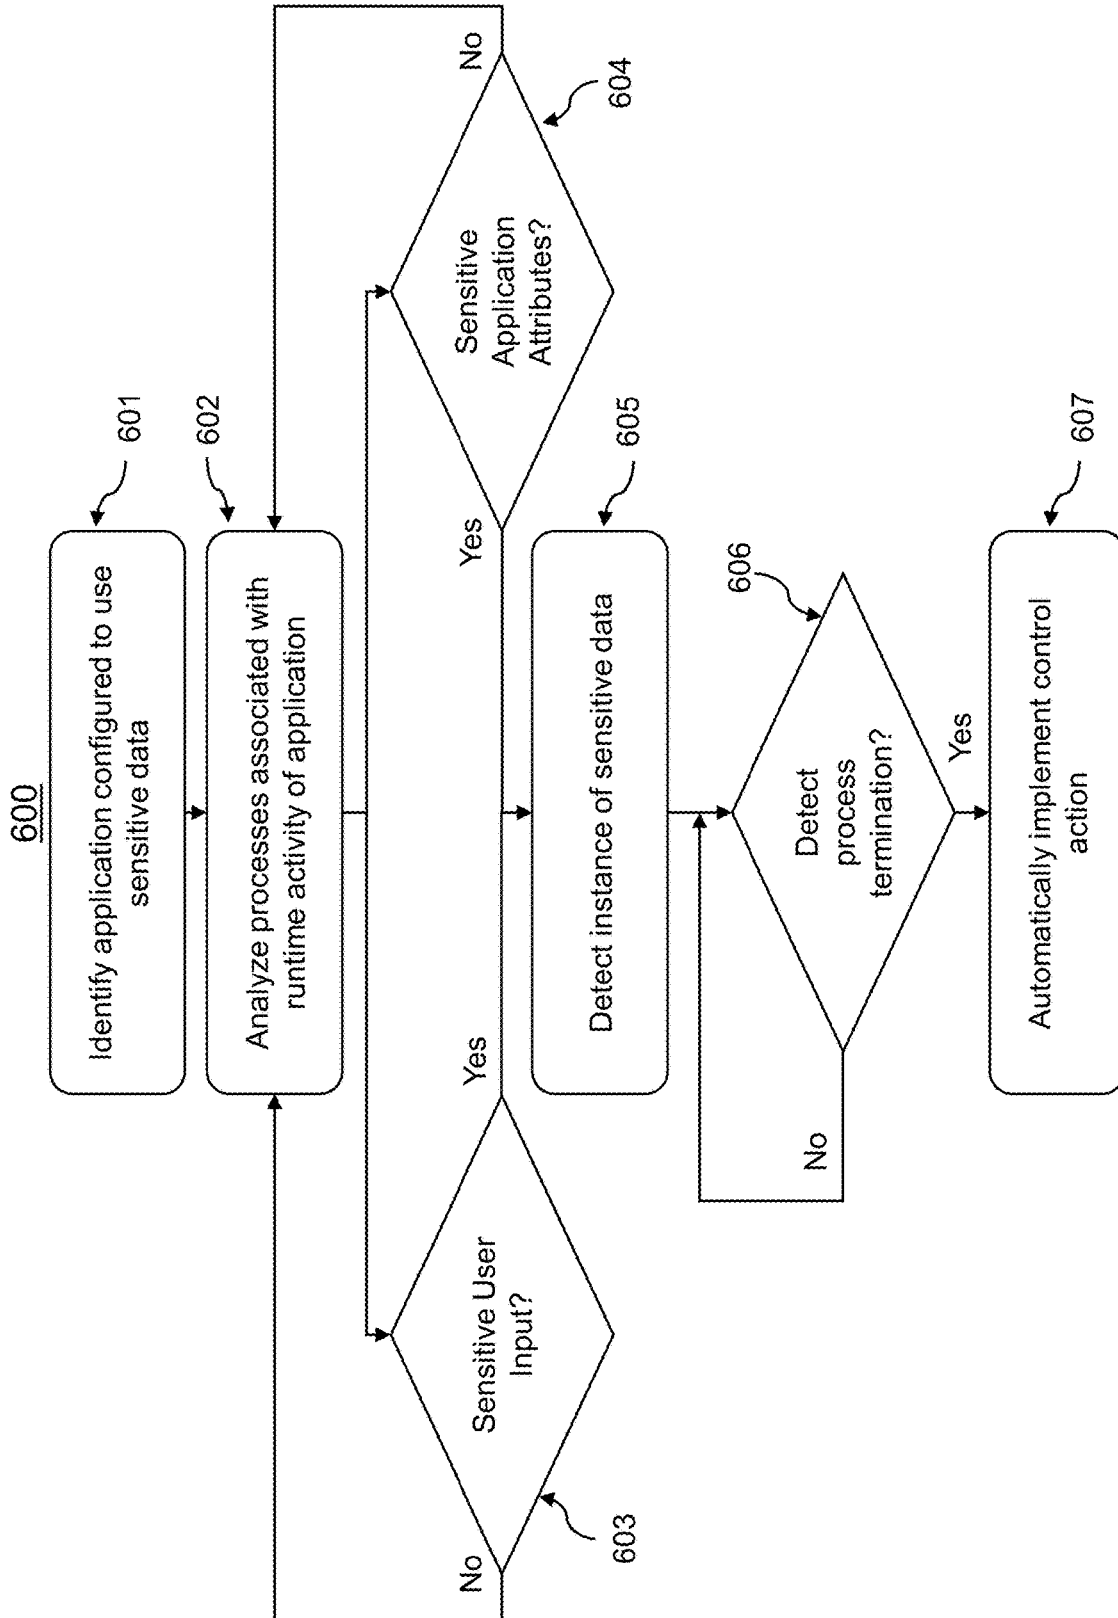 600
Identify application configured to use
sensitive data
601
Analyze processes associated with
runtime activity of application
602
Sensitive User
Input?
603
No
Yes
Sensitive
Application
Attributes?
604
Yes
No
Detect instance of sensitive data
605
Detect
process
termination?
606
No
Yes
Automatically implement control
action
607